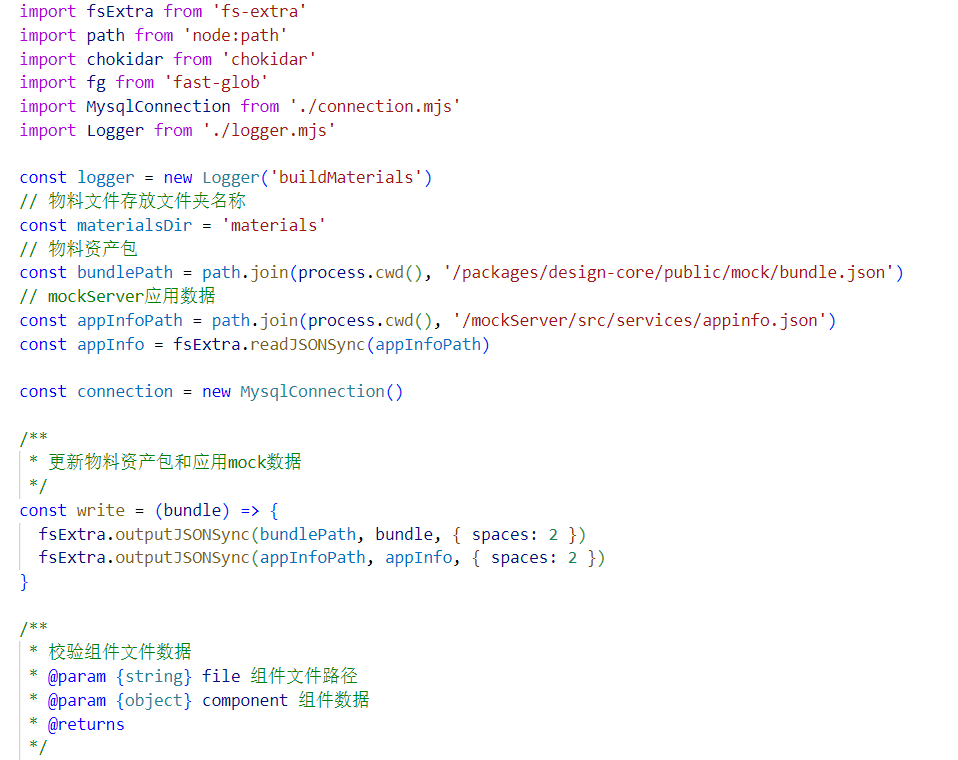 import fsExtra from 'fs-extra'
import path from 'node:path'
import chokidar from 'chokidar'
import fg from 'fast-glob'
import MysqlConnection from './connection.mjs'
import Logger from './logger.mjs'

const logger = new Logger('buildMaterials')
// 物料文件存放文件夹名称
const materialsDir = 'materials'
// 物料资产包
const bundlePath = path.join(process.cwd(), '/packages/design-core/public/mock/bundle.json')
// mockServer应用数据
const appInfoPath = path.join(process.cwd(), '/mockServer/src/services/appinfo.json')
const appInfo = fsExtra.readJSONSync(appInfoPath)

const connection = new MysqlConnection()

/**
 * 更新物料资产包和应用mock数据
 */
const write = (bundle) => {
  fsExtra.outputJSONSync(bundlePath, bundle, { spaces: 2 })
  fsExtra.outputJSONSync(appInfoPath, appInfo, { spaces: 2 })
}

/**
 * 校验组件文件数据
 * @param {string} file 组件文件路径
 * @param {object} component 组件数据
 * @returns
 */